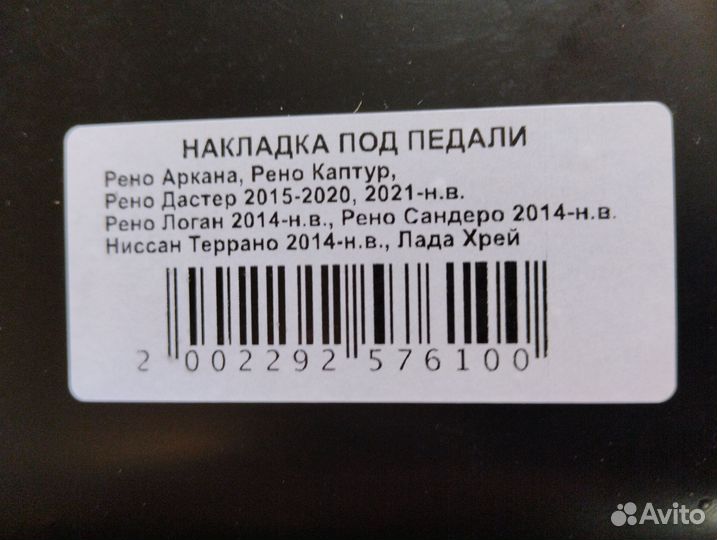 НАКЛАДКА ПОД ПЕДАЛИ
Рено Аркана, Рено Каптур,
Рено Дастер 2015-2020, 2021-н.в.
Рено Логан 2014-н.в., Рено Сандеро 2014-н.в.
Ниссан Террано 2014-н.в., Лада Хрей
2 002292 576100
Avito